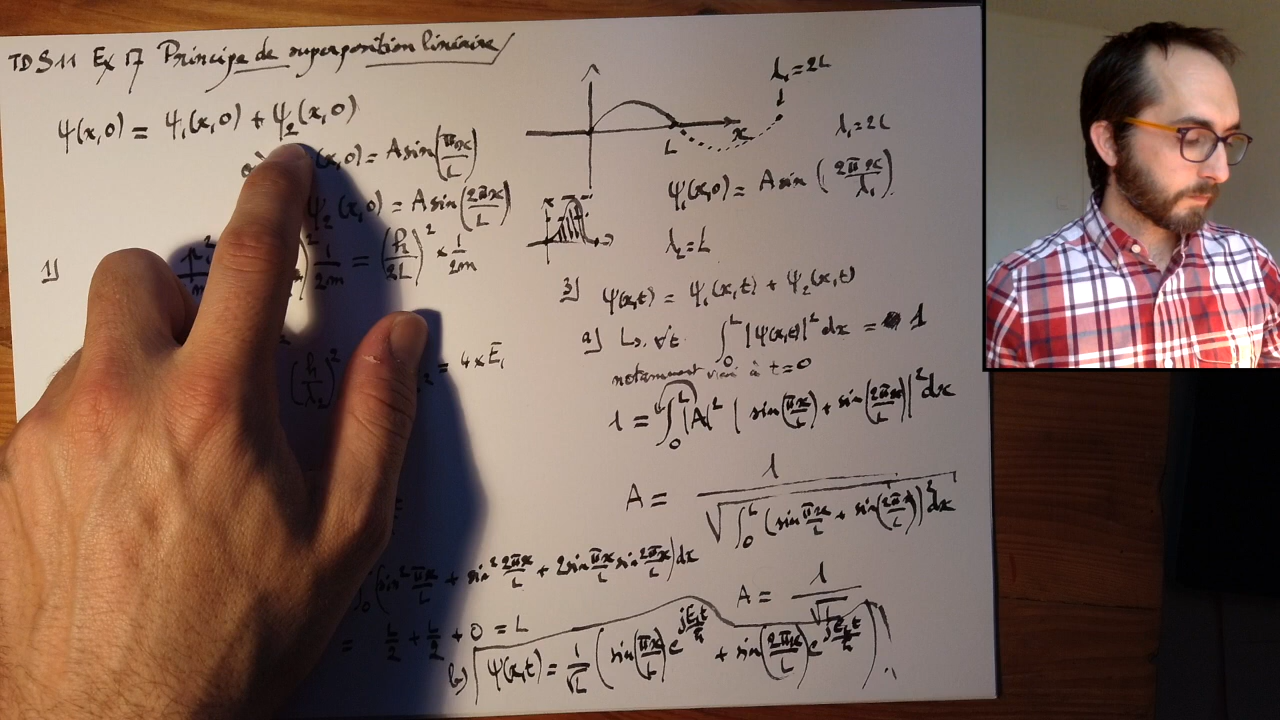 TD S11 Ex 17 Principe de superposition linéaire
ψ(x,0) = ψ₁(x,0) + ψ₂(x,0)
(x,0) = A sin(πx/L)
ψ₂(x,0) = A sin(2πx/L)
1)
)² 1/2m = (h/2L)² × 1/2m
(h/λ₂)²
= 4 × E₁
(sin² πx/L + sin² 2πx/L + 2 sin πx/L sin 2πx/L) dx
= L/2 + L/2 + 0 = L
λ₁ = 2L
L
x
λ₁ = 2L
ψ₁(x,0) = A sin(2πx/λ₁)
λ₂ = L
3) ψ(x,t) = ψ₁(x,t) + ψ₂(x,t)
a) ↳ ∀t ∫₀ᴸ |ψ(x,t)|² dx = 1
notamment vrai à t=0
1 = ∫₀ᴸ |A|² | sin(πx/L) + sin(2πx/L)|² dx
A = 1/√(∫₀ᴸ (sin πx/L + sin(2πx/L))² dx)
A = 1/√L
b) ψ(x,t) = 1/√L (sin(πx/L) e^(jE₁t/ħ) + sin(2πx/L) e^(jE₂t/ħ))